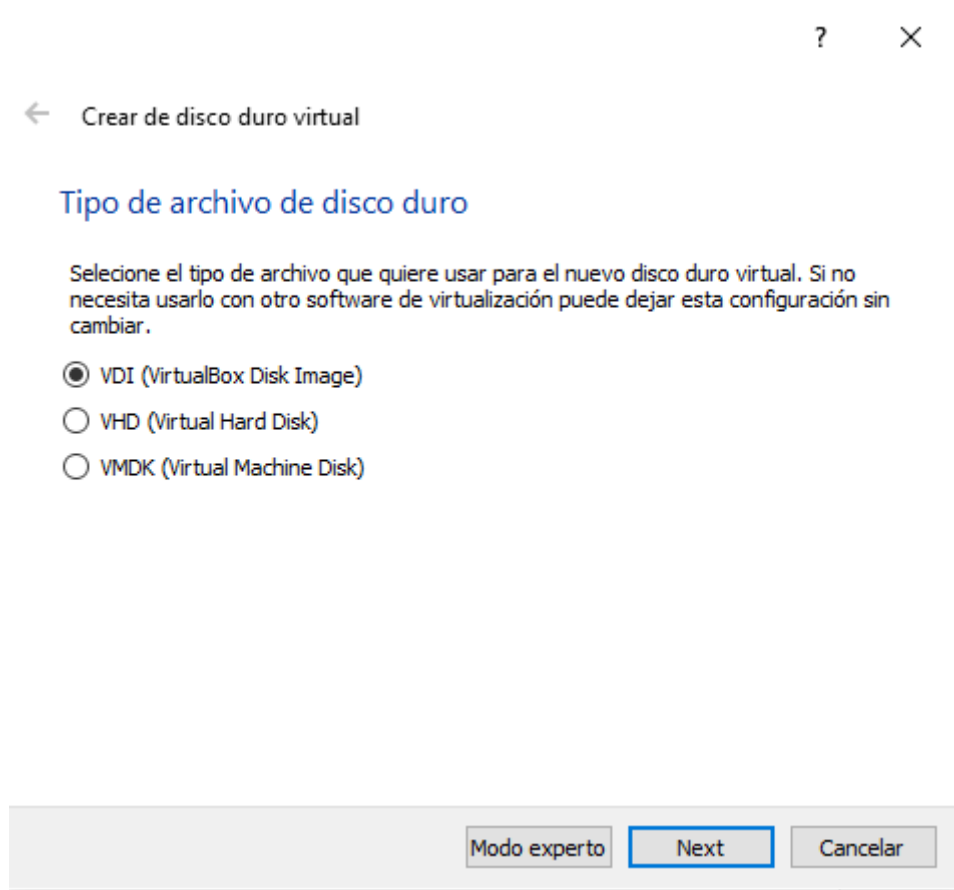 ?
Crear de disco duro virtual
Tipo de archivo de disco duro
Selecione el tipo de archivo que quiere usar para el nuevo disco duro virtual. Si no
necesita usarlo con otro software de virtualización puede dejar esta configuración sin
cambiar.
VDI (VirtualBox Disk Image)
VHD (Virtual Hard Disk)
VMDK (Virtual Machine Disk)
Modo experto Next Cancelar